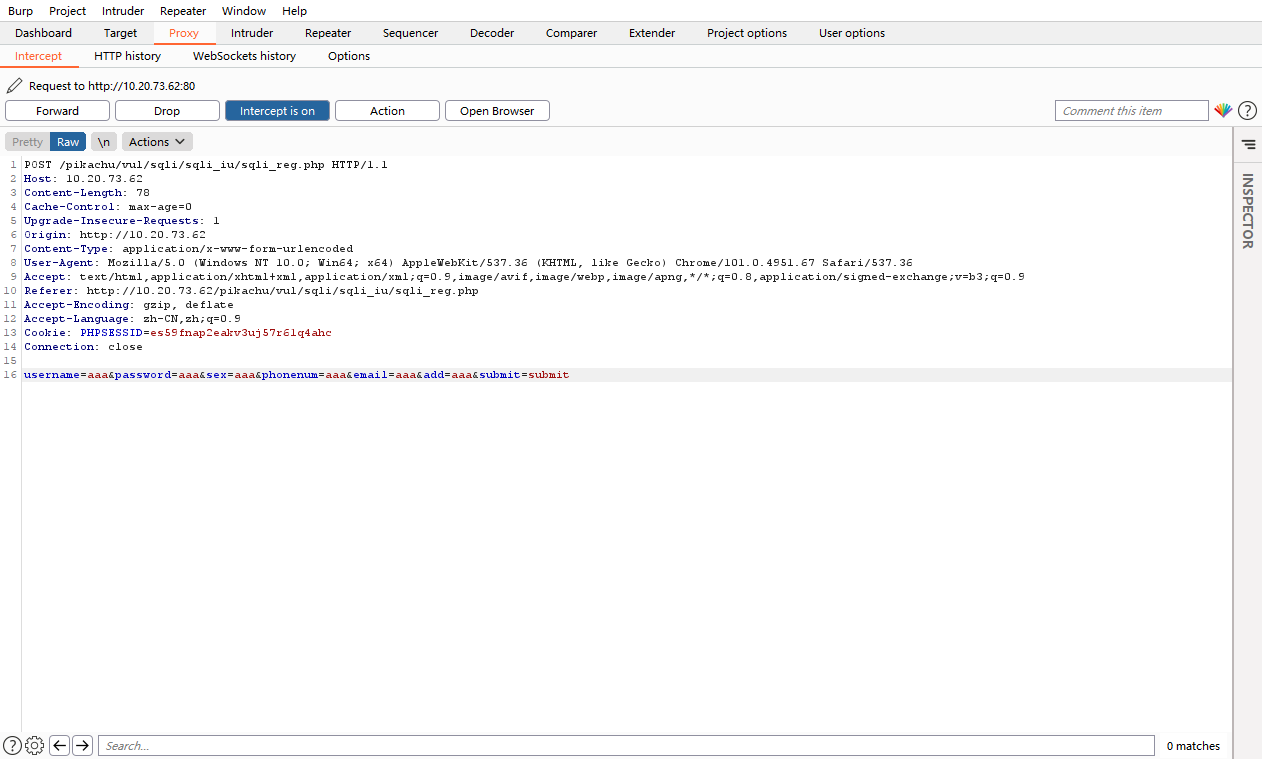 Burp Project Intruder Repeater Window Help
Dashboard Target Proxy Intruder Repeater Sequencer Decoder Comparer Extender Project options User options
Intercept HTTP history WebSockets history Options
Request to http://10.20.73.62:80
Forward Drop Intercept is on Action Open Browser Comment this item ?
Pretty Raw \n Actions
INSPECTOR
1 POST /pikachu/vul/sqli/sqli_iu/sqli_reg.php HTTP/1.1
2 Host: 10.20.73.62
3 Content-Length: 78
4 Cache-Control: max-age=0
5 Upgrade-Insecure-Requests: 1
6 Origin: http://10.20.73.62
7 Content-Type: application/x-www-form-urlencoded
8 User-Agent: Mozilla/5.0 (Windows NT 10.0; Win64; x64) AppleWebKit/537.36 (KHTML, like Gecko) Chrome/101.0.4951.67 Safari/537.36
9 Accept: text/html,application/xhtml+xml,application/xml;q=0.9,image/avif,image/webp,image/apng,*/*;q=0.8,application/signed-exchange;v=b3;q=0.9
10 Referer: http://10.20.73.62/pikachu/vul/sqli/sqli_iu/sqli_reg.php
11 Accept-Encoding: gzip, deflate
12 Accept-Language: zh-CN,zh;q=0.9
13 Cookie: PHPSESSID=es59fnap2eakv3uj57r61q4ahc
14 Connection: close
15
16 username=aaa&password=aaa&sex=aaa&phonenum=aaa&email=aaa&add=aaa&submit=submit
? Search... 0 matches